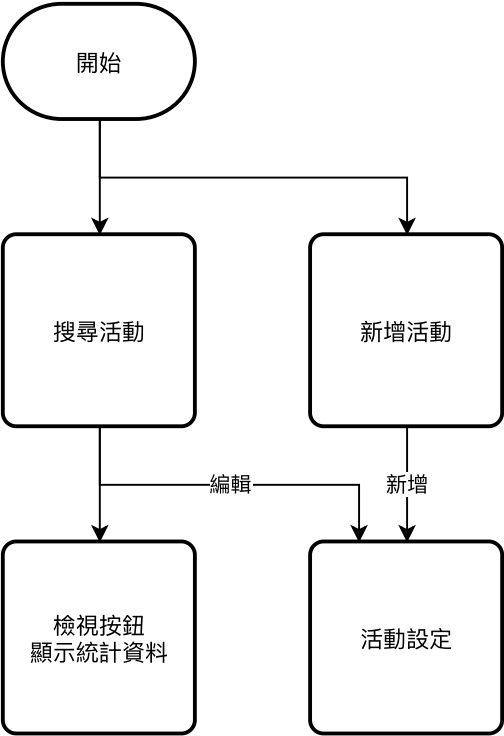 開始
搜尋活動
新增活動
編輯
新增
檢視按鈕
顯示統計資料
活動設定